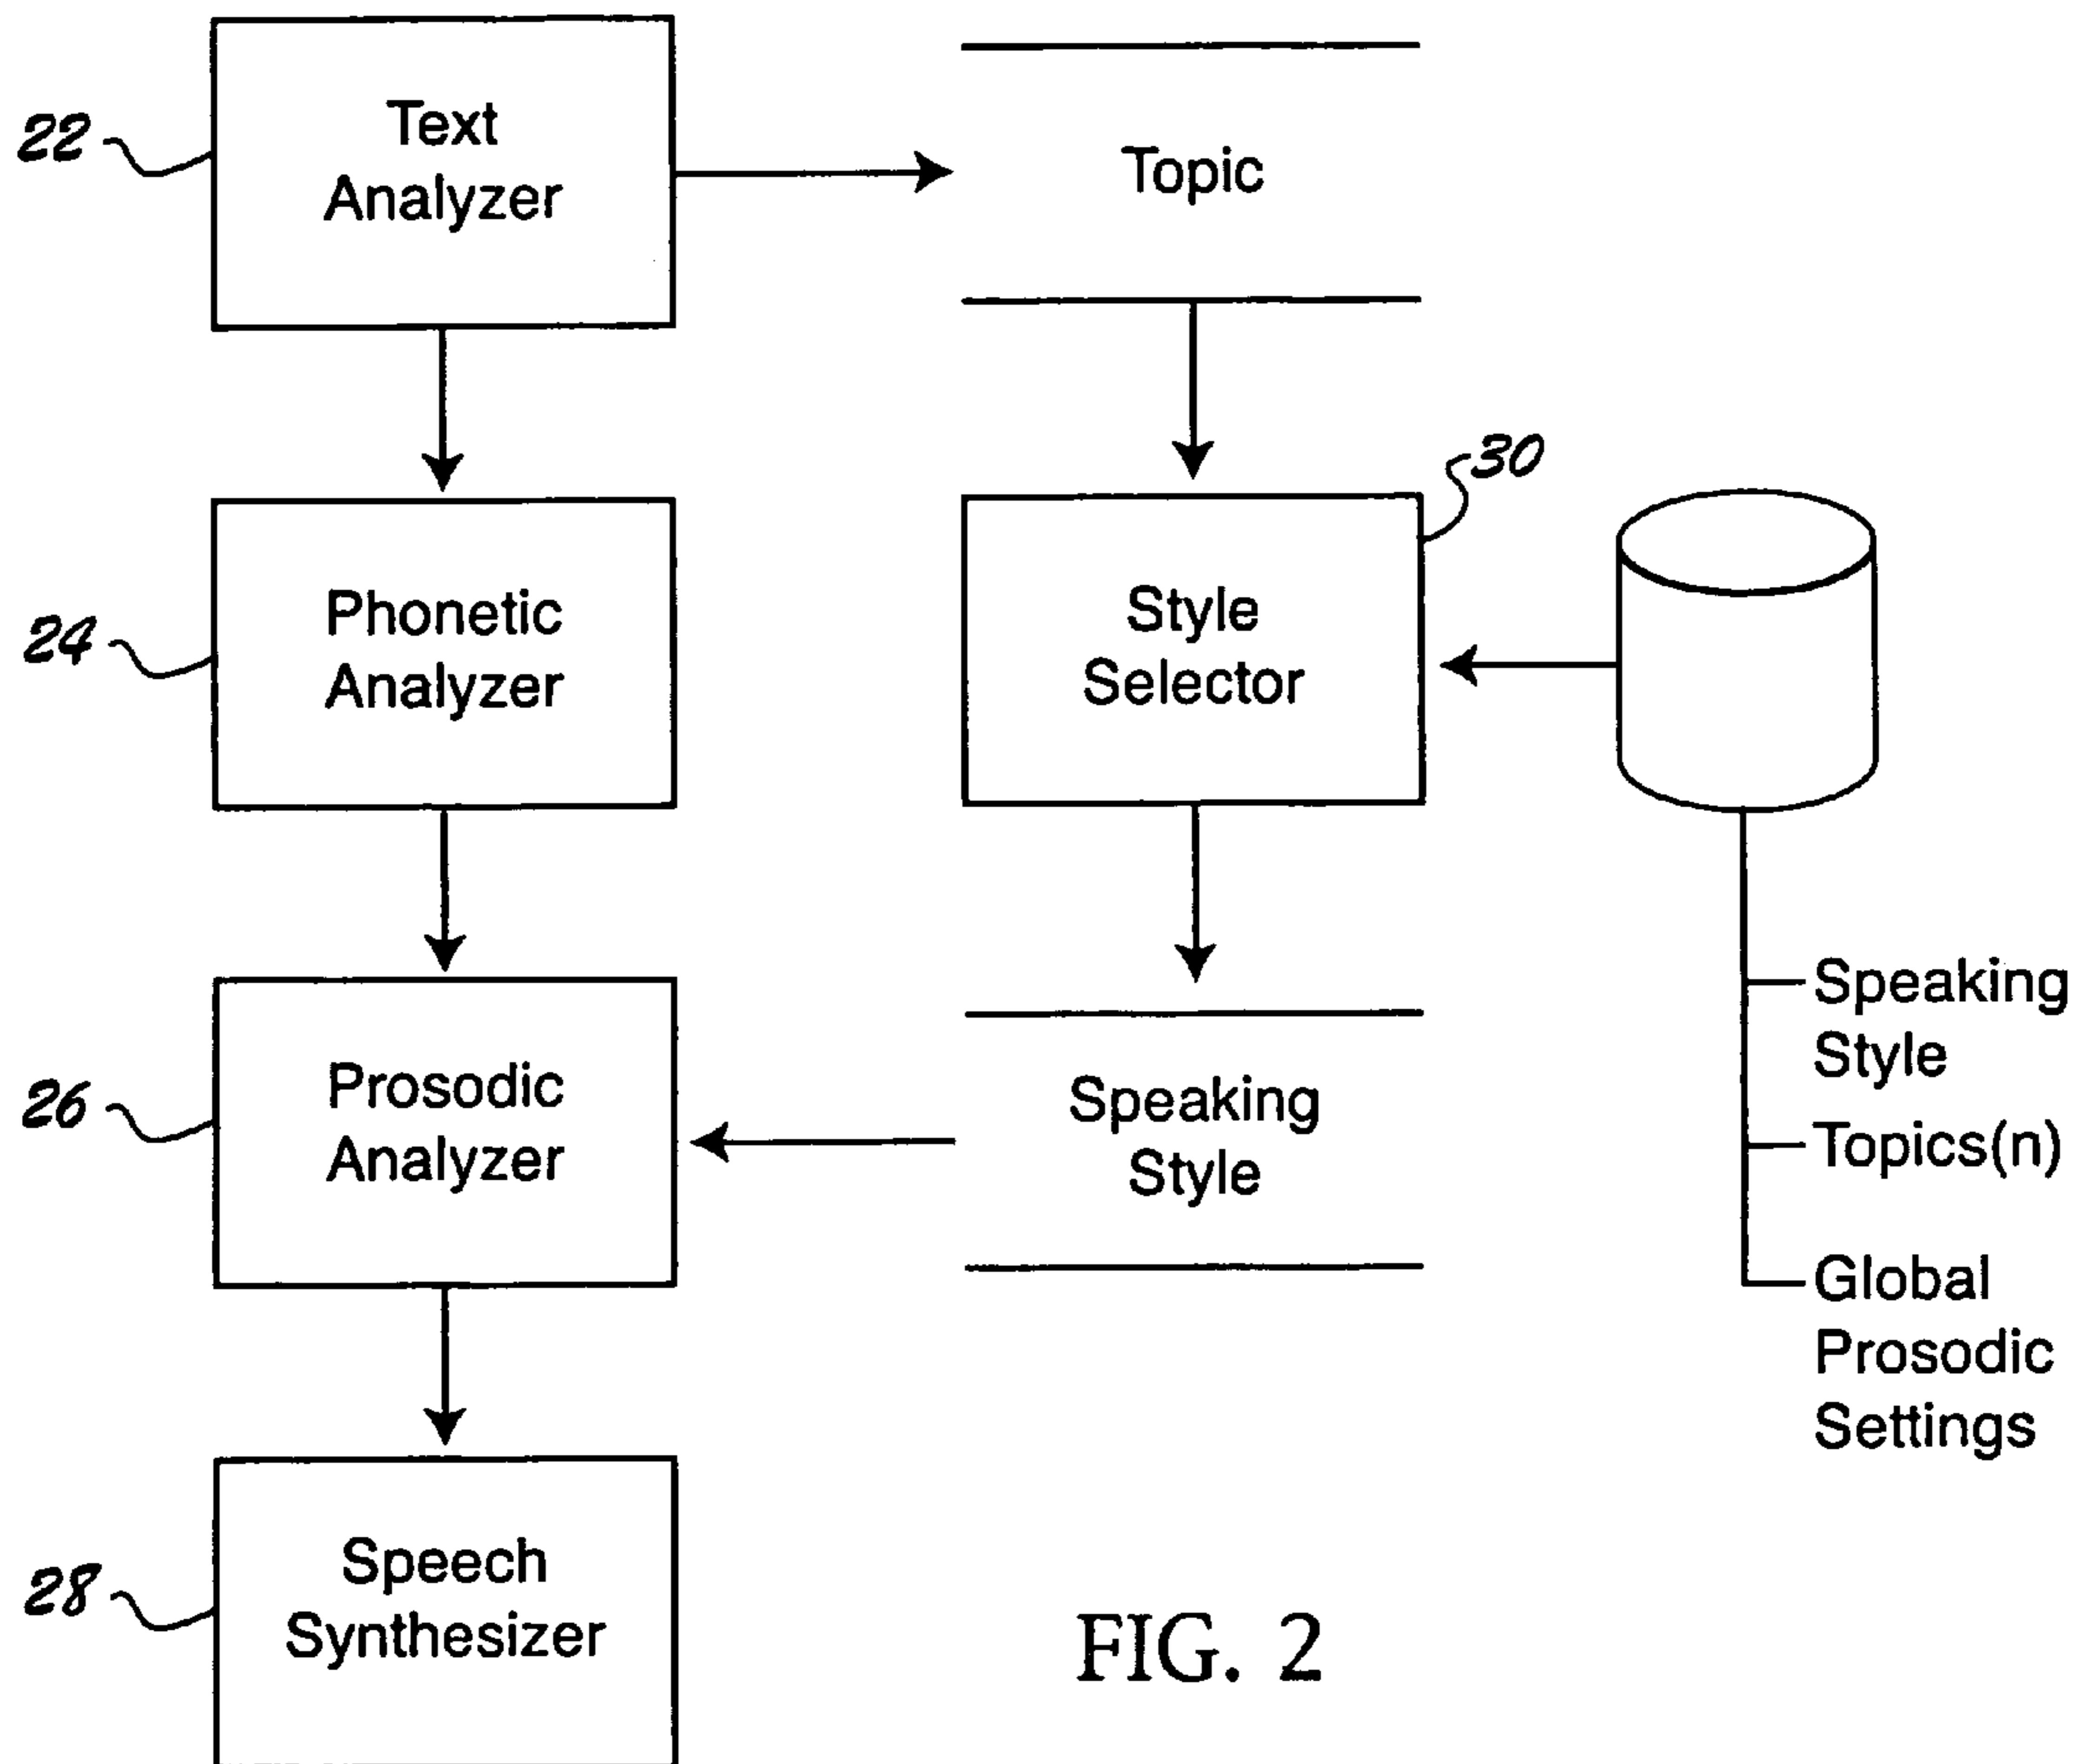 22
Text
Analyzer
Topic
24
Phonetic
Analyzer
Style
Selector
30
26
Prosodic
Analyzer
Speaking
Style
Speaking
Style
Topics(n)
Global
Prosodic
Settings
28
Speech
Synthesizer
FIG. 2